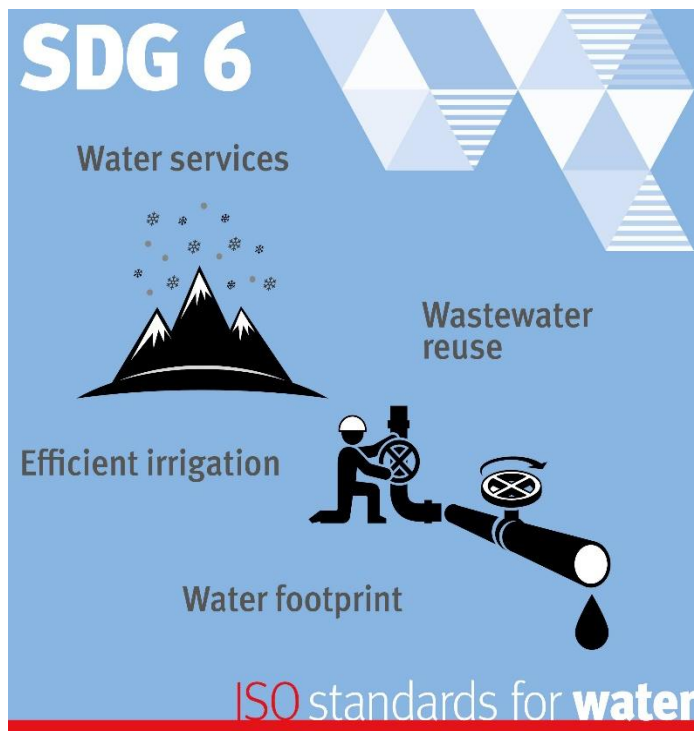 SDG 6
Water services
Wastewater
reuse
Efficient irrigation
Water footprint
ISO standards for water